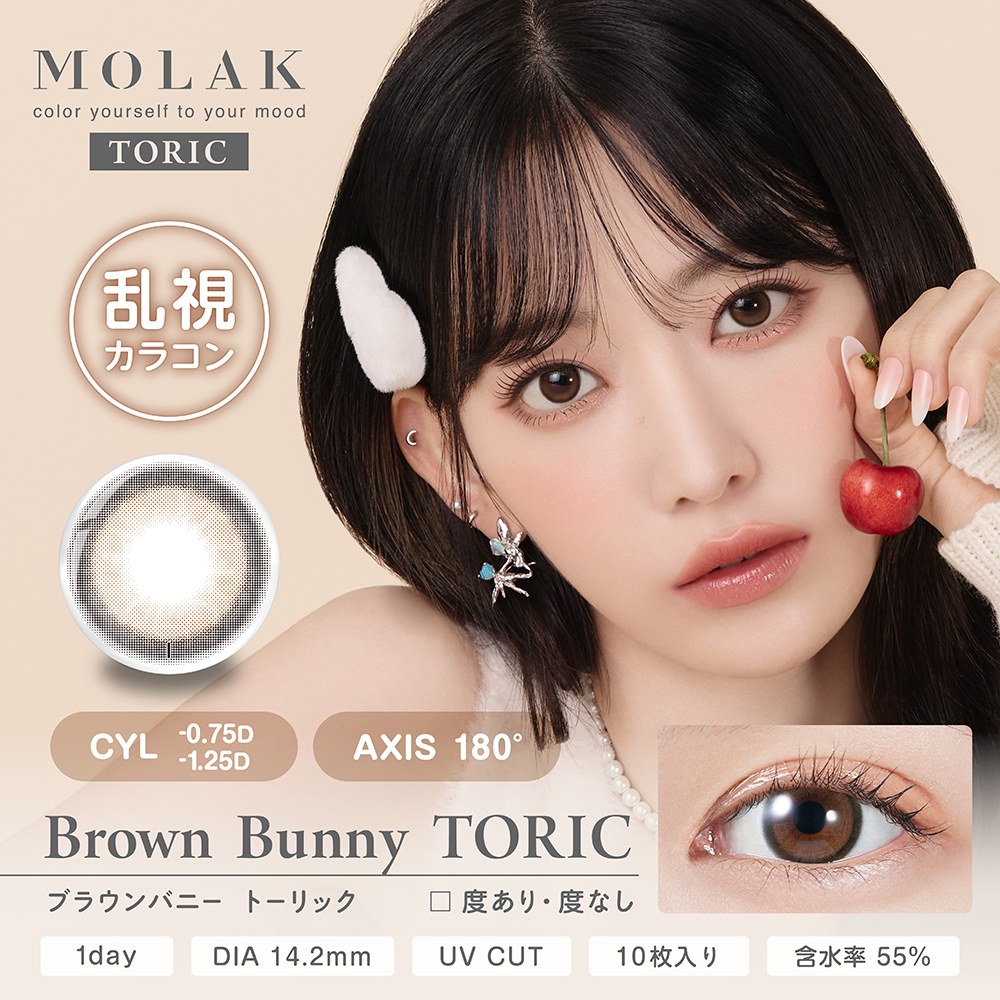 MOLAK
color yourself to your mood
TORIC
乱視
カラコン
CYL -0.75D
-1.25D
AXIS 180°
Brown Bunny TORIC
ブラウンバニー トーリック □ 度あり・度なし
1day DIA 14.2mm UV CUT 10枚入り 含水率 55%